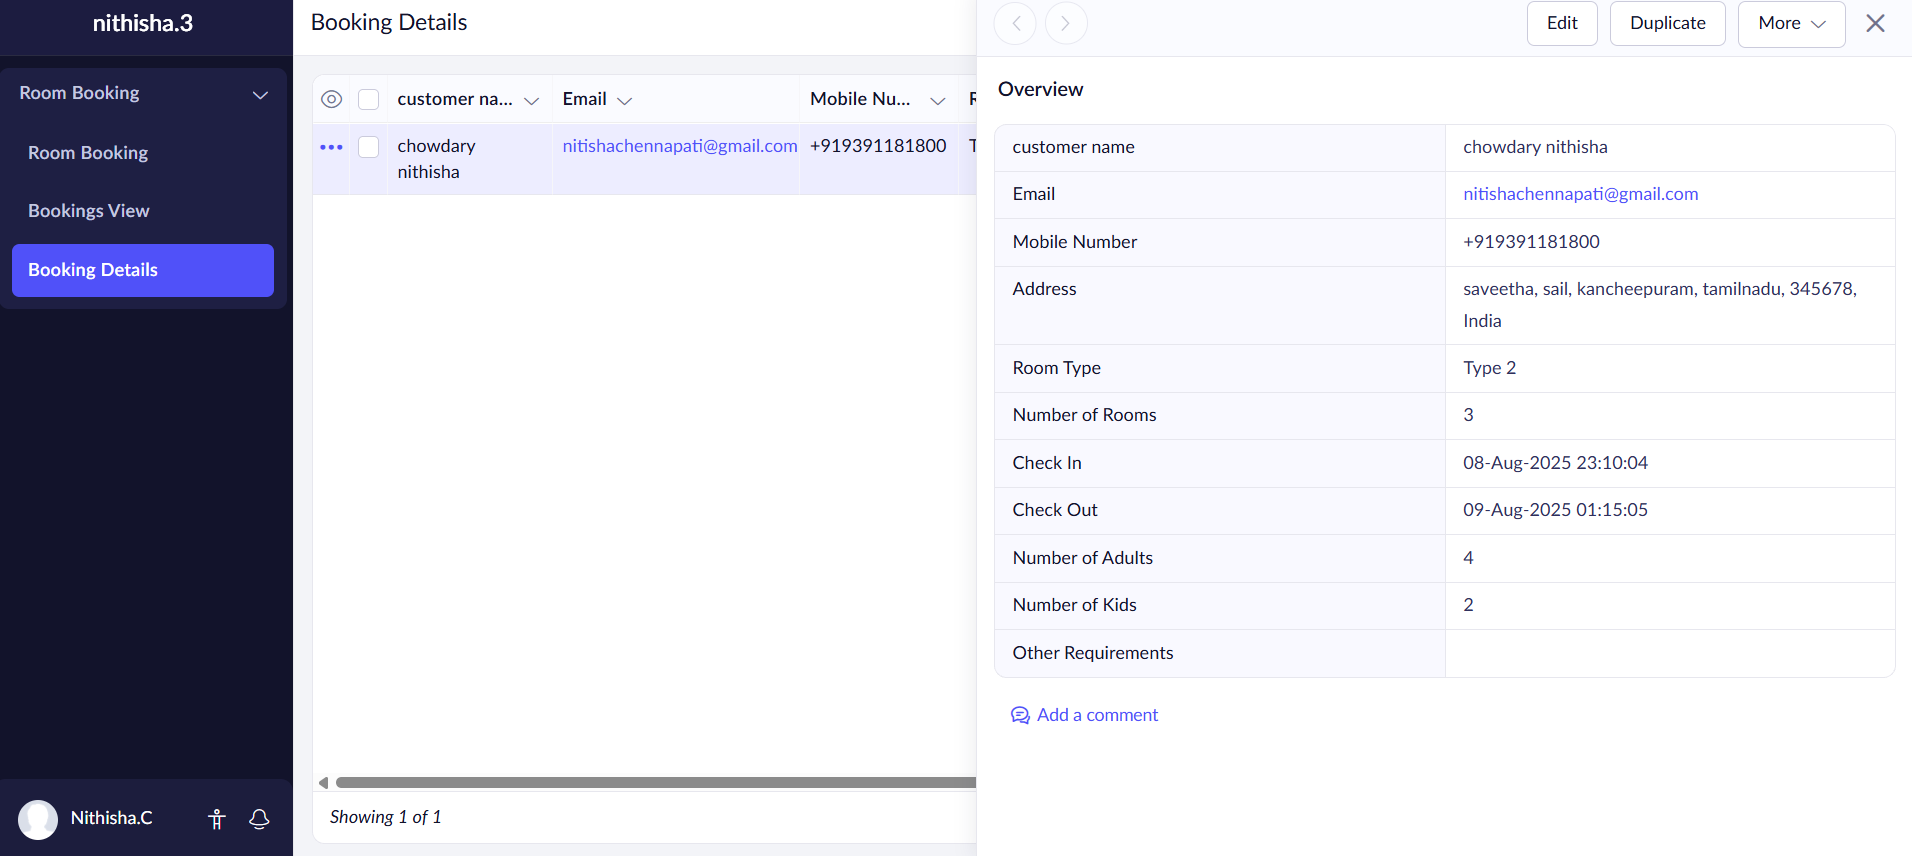 nithisha.3
Room Booking
Room Booking
Bookings View
Booking Details
Nithisha.C
Booking Details
customer na... Email Mobile Nu...
chowdary nitishachennapati@gmail.com +919391181800
nithisha
Showing 1 of 1
Edit Duplicate More
Overview
customer name chowdary nithisha
Email nitishachennapati@gmail.com
Mobile Number +919391181800
Address saveetha, sail, kancheepuram, tamilnadu, 345678,
India
Room Type Type 2
Number of Rooms 3
Check In 08-Aug-2025 23:10:04
Check Out 09-Aug-2025 01:15:05
Number of Adults 4
Number of Kids 2
Other Requirements
Add a comment